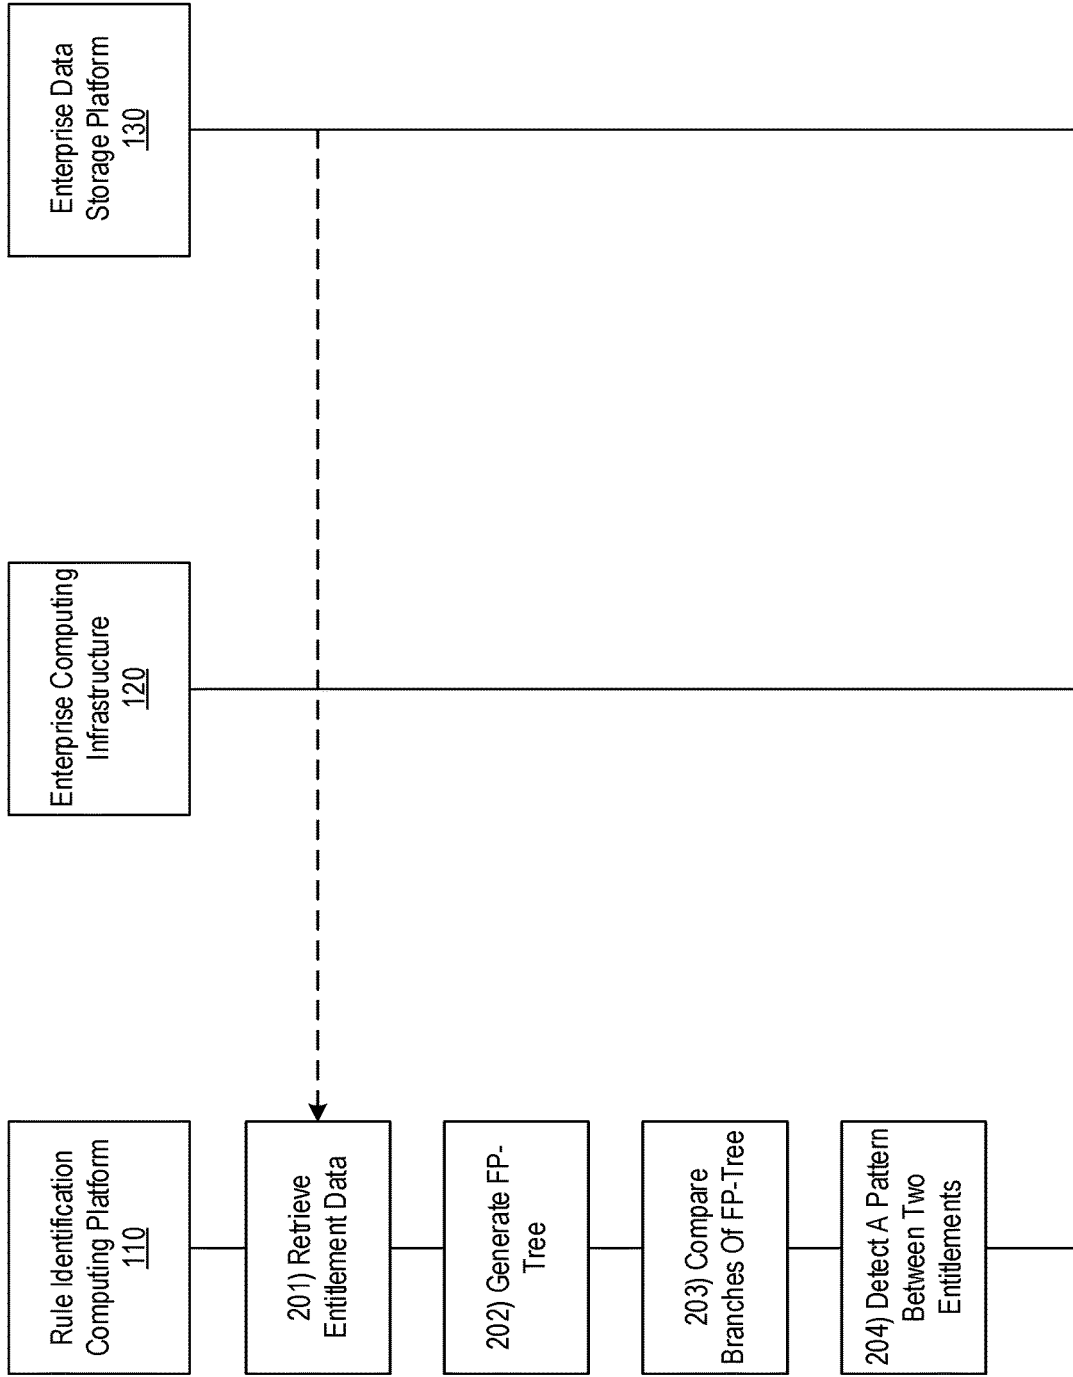 Rule Identification
Computing Platform
110
Enterprise Computing
Infrastructure
120
Enterprise Data
Storage Platform
130
201) Retrieve
Entitlement Data
202) Generate FP-
Tree
203) Compare
Branches Of FP-Tree
204) Detect A Pattern
Between Two
Entitlements